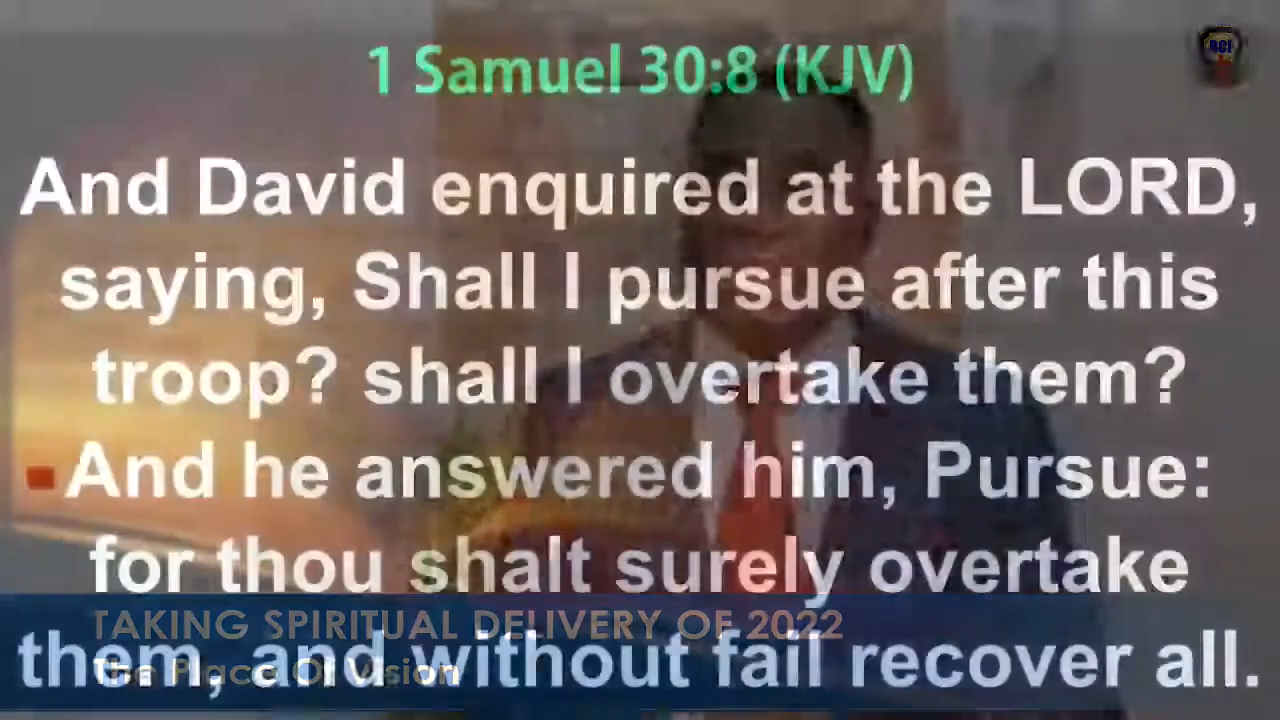 1 Samuel 30:8 (KJV)
And David enquired at the LORD,
saying, Shall I pursue after this
troop? shall I overtake them?
And he answered him, Pursue:
for thou shalt surely overtake
TAKING SPIRITUAL DELIVERY OF 2022
them, and without fail recover all.
The Place Of Vision